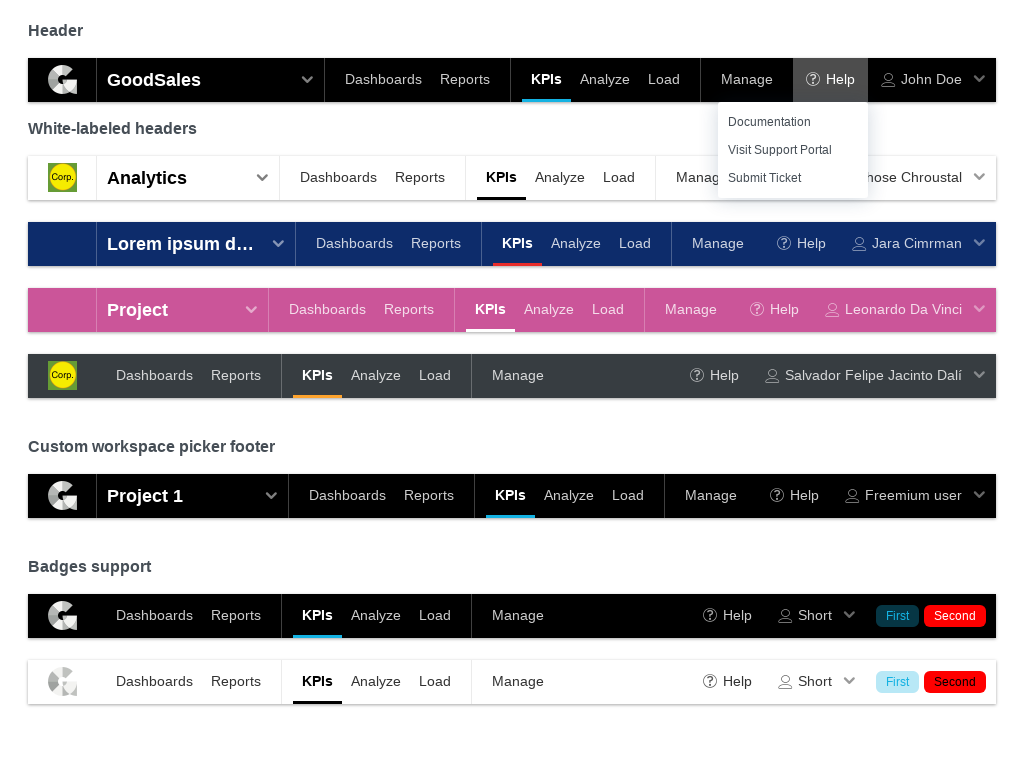 Header
GoodSales Dashboards Reports KPIs Analyze Load Manage Help John Doe
Documentation
Visit Support Portal
Submit Ticket
White-labeled headers
Corp. Analytics Dashboards Reports KPIs Analyze Load Chroustal
Lorem ipsum d… Dashboards Reports KPIs Analyze Load Manage Help Jara Cimrman
Project Dashboards Reports KPIs Analyze Load Manage Help Leonardo Da Vinci
Corp. Dashboards Reports KPIs Analyze Load Manage Help Salvador Felipe Jacinto Dalí
Custom workspace picker footer
Project 1 Dashboards Reports KPIs Analyze Load Manage Help Freemium user
Badges support
Dashboards Reports KPIs Analyze Load Manage Help Short First Second
Dashboards Reports KPIs Analyze Load Manage Help Short First Second